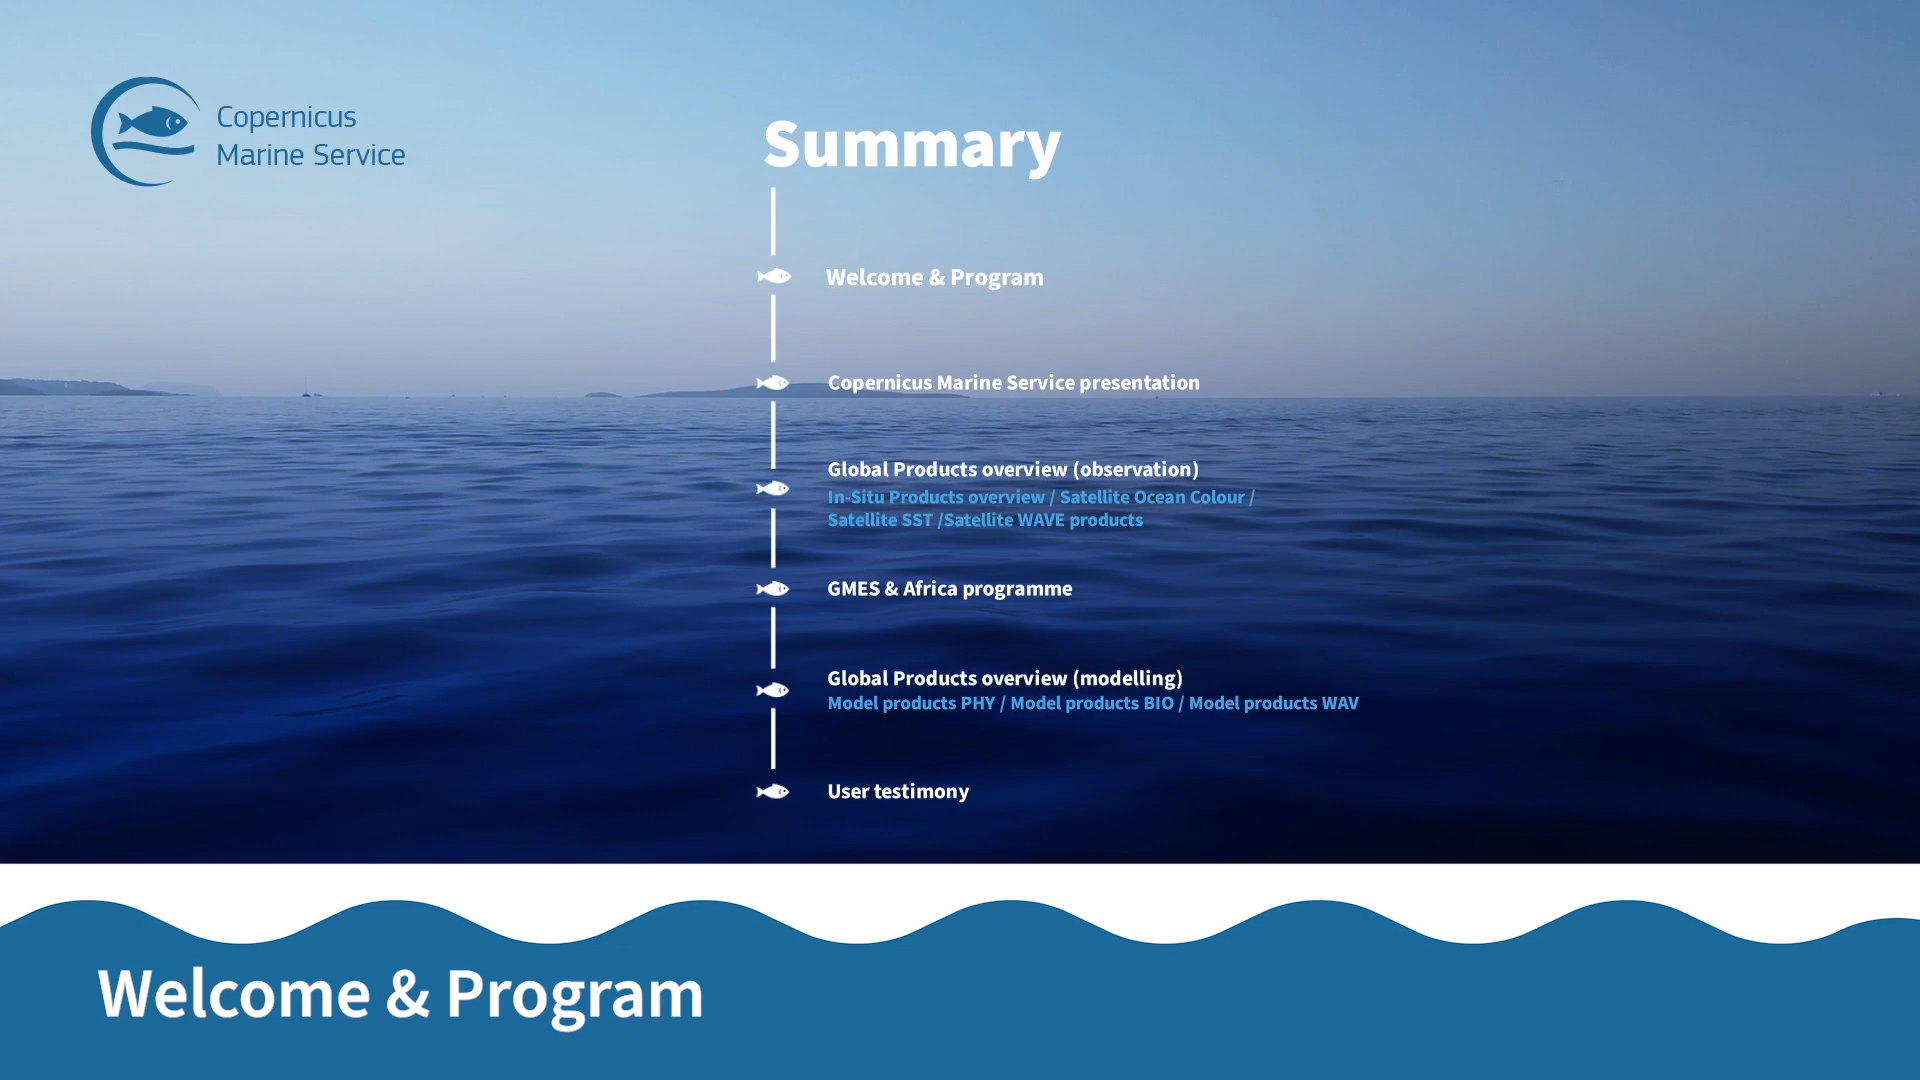 Copernicus
Marine Service
Summary
Welcome & Program
Copernicus Marine Service presentation
Global Products overview (observation)
In-Situ Products overview / Satellite Ocean Colour /
Satellite SST /Satellite WAVE products
GMES & Africa programme
Global Products overview (modelling)
Model products PHY / Model products BIO / Model products WAV
User testimony
Welcome & Program